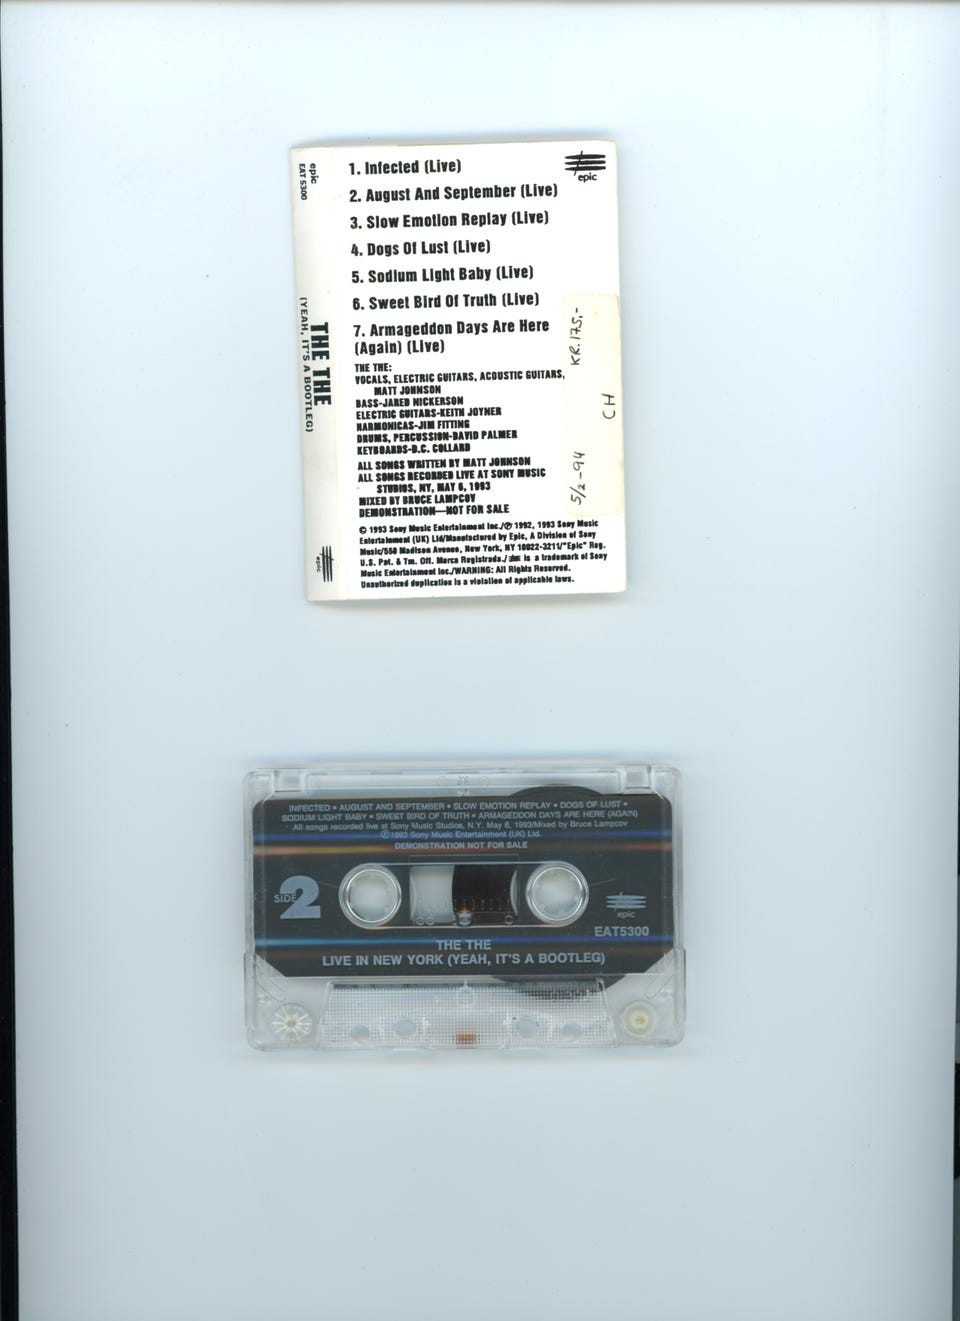 epic
EAT 5300
THE THE
(YEAH, IT'S A BOOTLEG)
epic
1. Infected (Live)
2. August And September (Live)
3. Slow Emotion Replay (Live)
4. Dogs Of Lust (Live)
5. Sodium Light Baby (Live)
6. Sweet Bird Of Truth (Live)
7. Armageddon Days Are Here
(Again) (Live)
epic
THE THE:
VOCALS, ELECTRIC GUITARS, ACOUSTIC GUITARS,
MATT JOHNSON
BASS-JARED NICKERSON
ELECTRIC GUITARS-KEITH JOYNER
HARMONICAS-JIM FITTING
DRUMS, PERCUSSION-DAVID PALMER
KEYBOARDS-D.C. COLLARD
ALL SONGS WRITTEN BY MATT JOHNSON
ALL SONGS RECORDED LIVE AT SONY MUSIC
STUDIOS, NY, MAY 6, 1993
MIXED BY BRUCE LAMPCOV
DEMONSTRATION—NOT FOR SALE
© 1993 Sony Music Entertainment Inc./℗ 1992, 1993 Sony Music
Entertainment (UK) Ltd/Manufactured by Epic, A Division of Sony
Music/550 Madison Avenue, New York, NY 10022-3211/"Epic" Reg.
U.S. Pat. & Tm. Off. Marca Registrada./ is a trademark of Sony
Music Entertainment Inc./WARNING: All Rights Reserved.
Unauthorized duplication is a violation of applicable laws.
5/2-94 KR.175,-
CH
INFECTED • AUGUST AND SEPTEMBER • SLOW EMOTION REPLAY • DOGS OF LUST •
SODIUM LIGHT BABY • SWEET BIRD OF TRUTH • ARMAGEDDON DAYS ARE HERE (AGAIN)
All songs recorded live at Sony Music Studios, N.Y. May 6, 1993/Mixed by Bruce Lampcov
℗1993 Sony Music Entertainment (UK) Ltd.
DEMONSTRATION NOT FOR SALE
SIDE 2
epic
EAT5300
THE THE
LIVE IN NEW YORK (YEAH, IT'S A BOOTLEG)